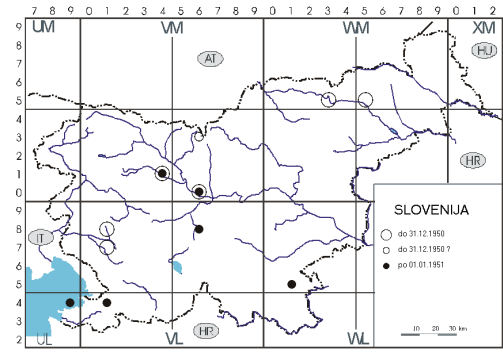 7 8 9 0 1 2 3 4 5 6 7 8 9 0 1 2 3 4 5 6 7 8 9 0 1 2
UM VM WM XM
9
8
7
6
5
4
3
2
1
0
9
8
7
6
5
4
3
2
AT
HU
HR
IT
HR
UL VL WL
SLOVENIJA
do 31.12.1950
do 31.12.1950 ?
po 01.01.1951
10 20 30 km